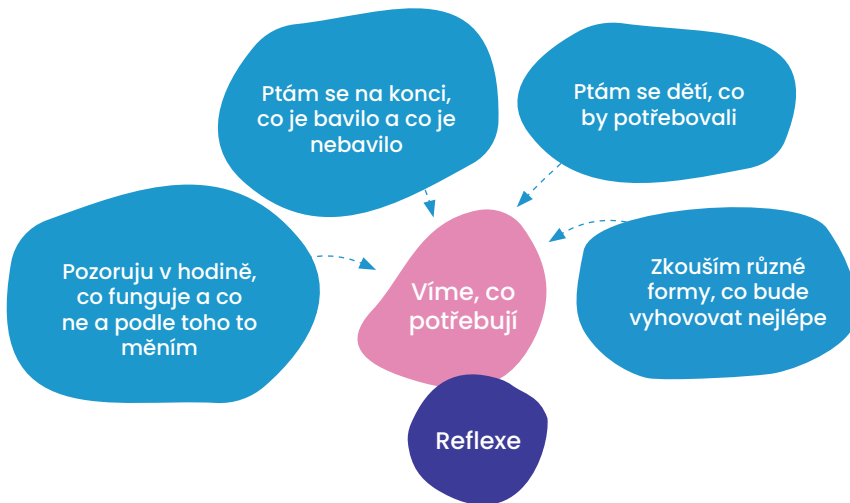 Ptám se na konci,
co je bavilo a co je
nebavilo
Ptám se dětí, co
by potřebovali
Pozoruju v hodině,
co funguje a co
ne a podle toho to
měním
Víme, co
potřebují
Zkouším různé
formy, co bude
vyhovovat nejlépe
Reflexe